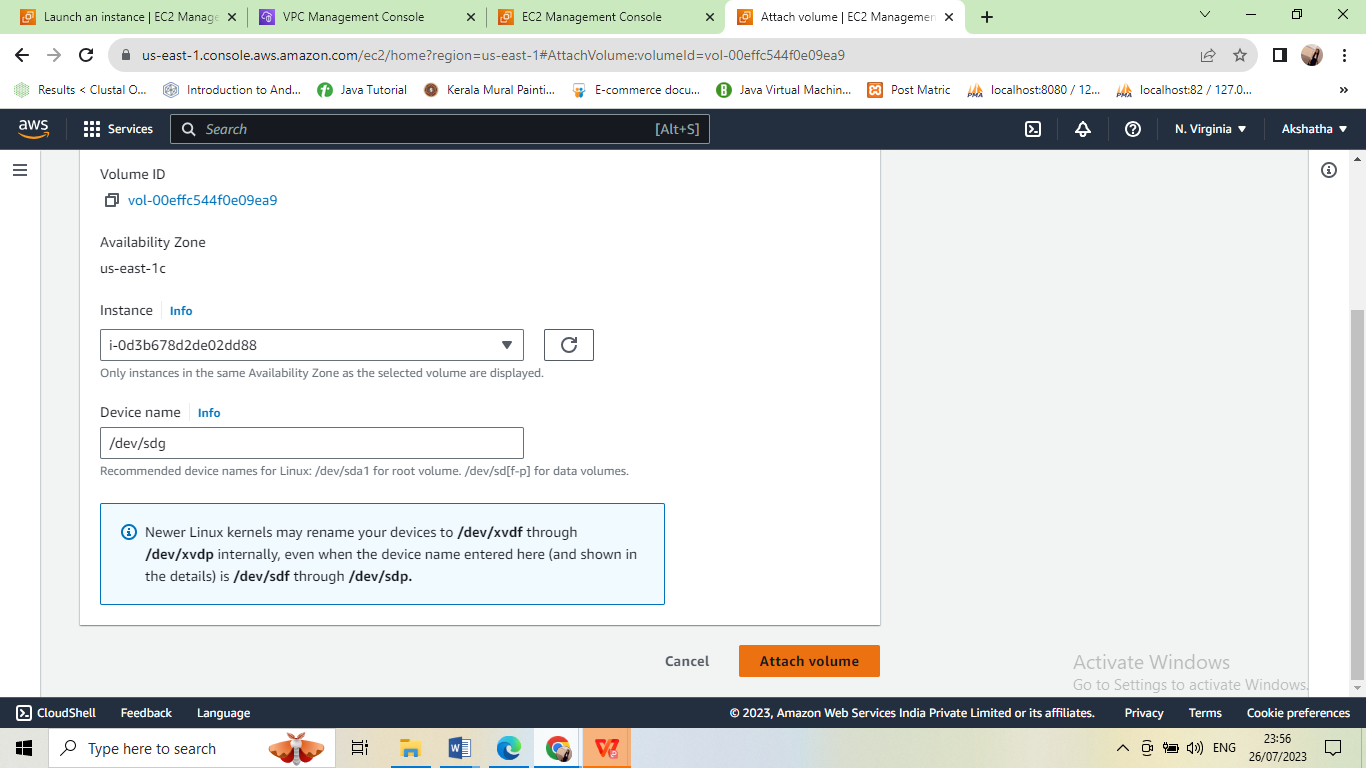 Launch an instance | EC2 Manage
VPC Management Console
EC2 Management Console
Attach volume | EC2 Managemen
us-east-1.console.aws.amazon.com/ec2/home?region=us-east-1#AttachVolume:volumeId=vol-00effc544f0e09ea9
Results < Clustal O...
Introduction to And...
Java Tutorial
Kerala Mural Painti...
E-commerce docu...
Java Virtual Machin...
Post Matric
localhost:8080 / 12...
localhost:82 / 127.0...
»
aws
Services
Search
[Alt+S]
N. Virginia
Akshatha
Volume ID
vol-00effc544f0e09ea9
Availability Zone
us-east-1c
Instance
Info
i-0d3b678d2de02dd88
Only instances in the same Availability Zone as the selected volume are displayed.
Device name
Info
/dev/sdg
Recommended device names for Linux: /dev/sda1 for root volume. /dev/sd[f-p] for data volumes.
Newer Linux kernels may rename your devices to /dev/xvdf through
/dev/xvdp internally, even when the device name entered here (and shown in
the details) is /dev/sdf through /dev/sdp.
Cancel
Attach volume
Activate Windows
Go to Settings to activate Windows.
CloudShell
Feedback
Language
© 2023, Amazon Web Services India Private Limited or its affiliates.
Privacy
Terms
Cookie preferences
Type here to search
ENG
23:56
26/07/2023